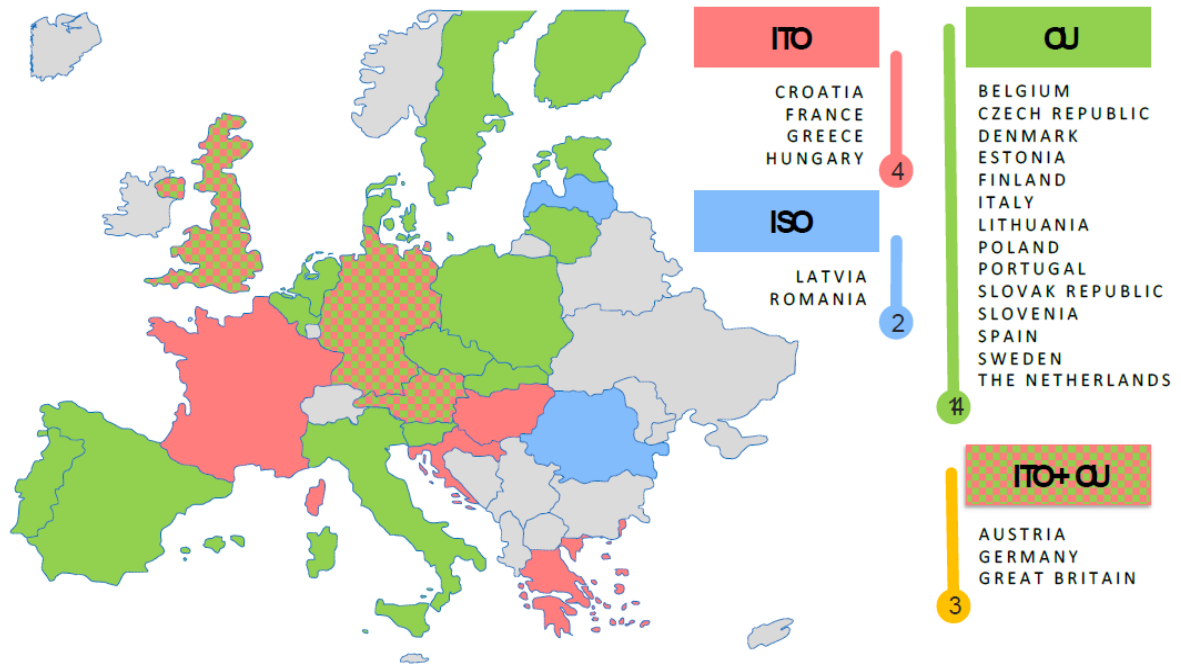 ITO
CROATIA
FRANCE
GREECE
HUNGARY
4
ISO
LATVIA
ROMANIA
2
OU
BELGIUM
CZECH REPUBLIC
DENMARK
ESTONIA
FINLAND
ITALY
LITHUANIA
POLAND
PORTUGAL
SLOVAK REPUBLIC
SLOVENIA
SPAIN
SWEDEN
THE NETHERLANDS
14
ITO+ OU
AUSTRIA
GERMANY
GREAT BRITAIN
3